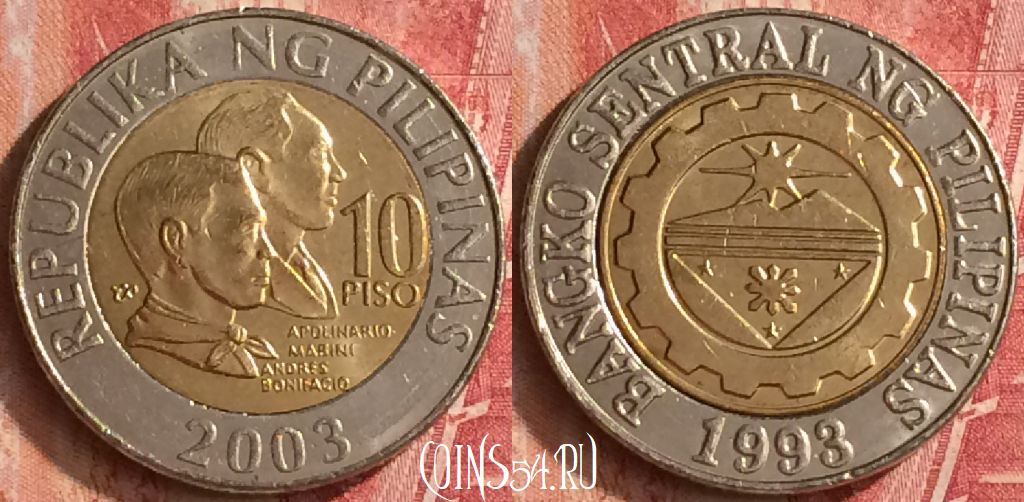 REPUBLIKA NG PILIPINAS
10
PISO
APOLINARIO
MABINI
ANDRES
BONIFACIO
2003
BANGKO SENTRAL NG PILIPINAS
1993
COINS54.RU